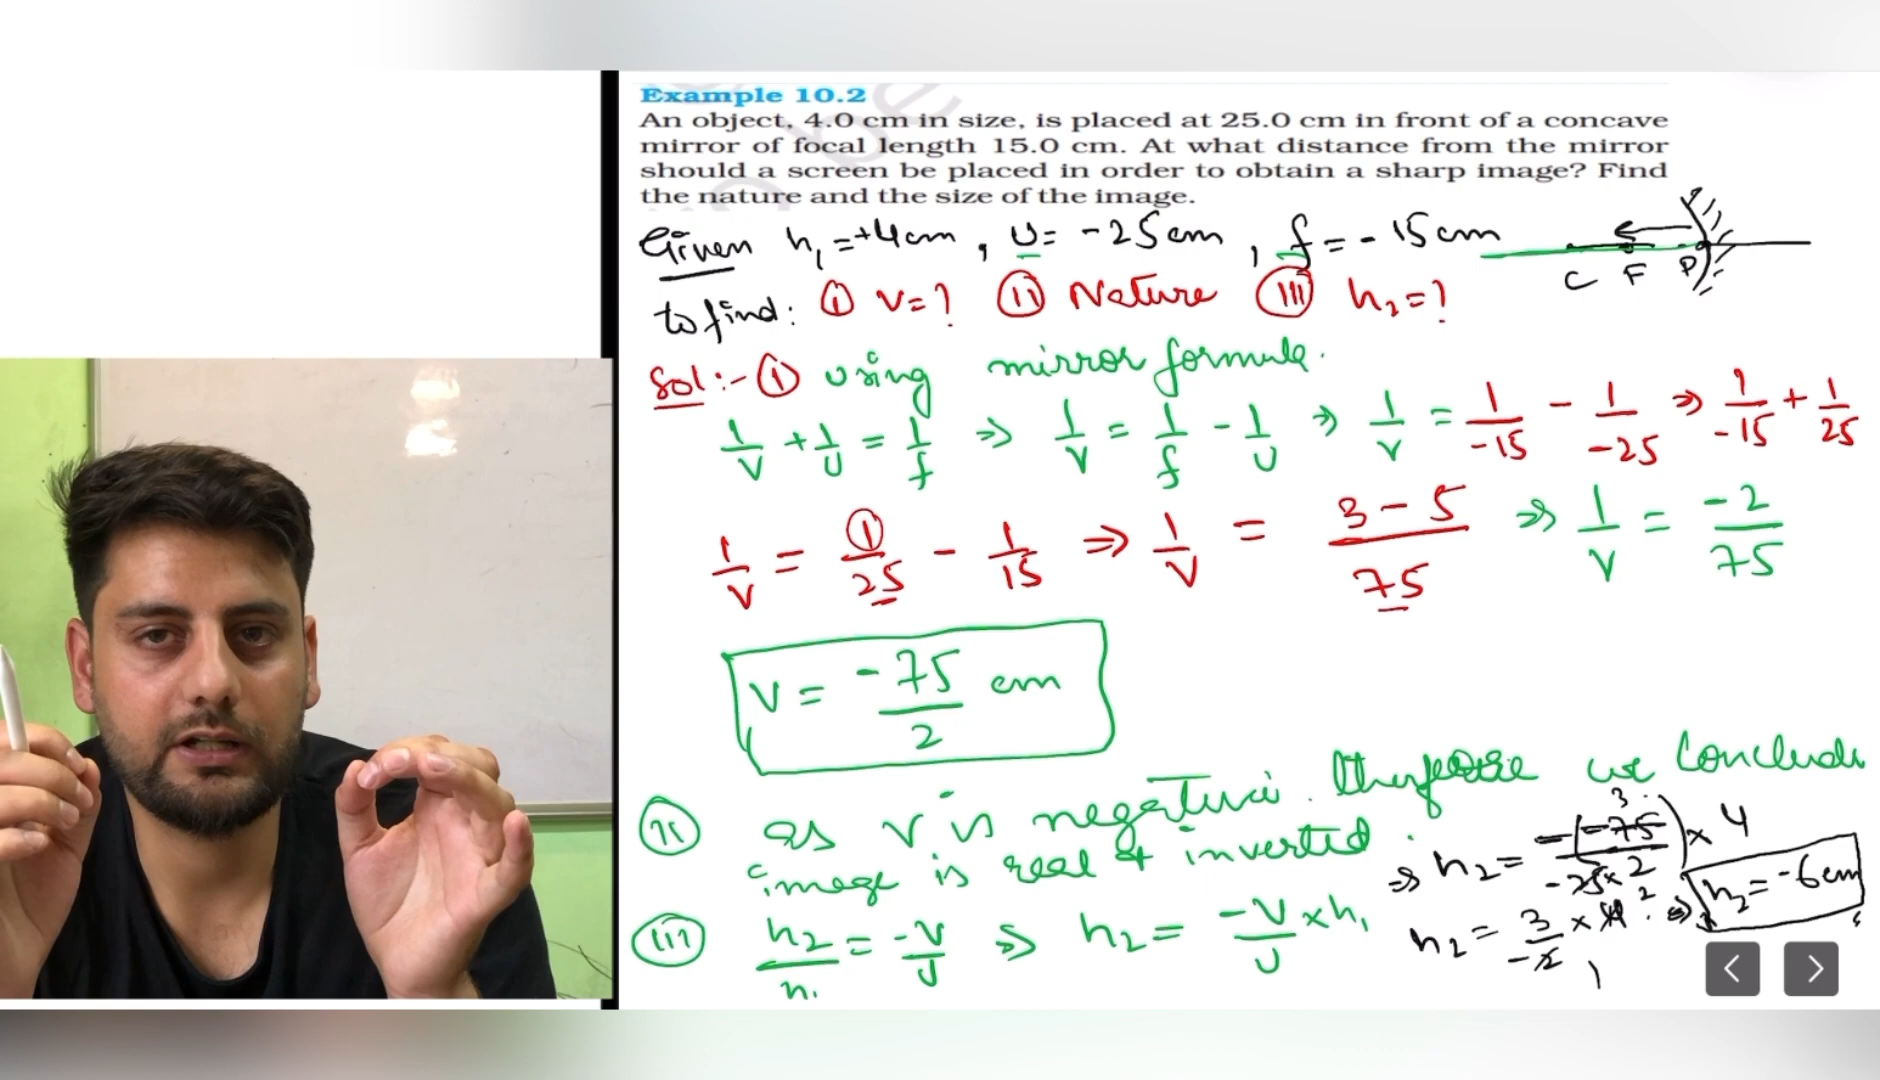 Example 10.2
An object, 4.0 cm in size, is placed at 25.0 cm in front of a concave
mirror of focal length 15.0 cm. At what distance from the mirror
should a screen be placed in order to obtain a sharp image? Find
the nature and the size of the image.
Given h₁ = +4cm , u = -25cm , f = -15cm
C F P
to find: (i) v=? (ii) Nature (iii) h₂=?
Sol:- (i) using mirror formula.
1/v + 1/u = 1/f ⇒ 1/v = 1/f - 1/u ⇒ 1/v = 1/-15 - 1/-25 ⇒ 1/-15 + 1/25
1/v = 1/25 - 1/15 ⇒ 1/v = 3-5/75 ⇒ 1/v = -2/75
v = -75/2 cm
(ii) as v is negative. therefore we conclude
image is real & inverted.
(iii) h₂/h₁ = -v/u ⇒ h₂ = -v/u × h₁
⇒ h₂ = -(-75)/-25×2 × 4
h₂ = 3/-2 × 4 ⇒ h₂ = -6cm